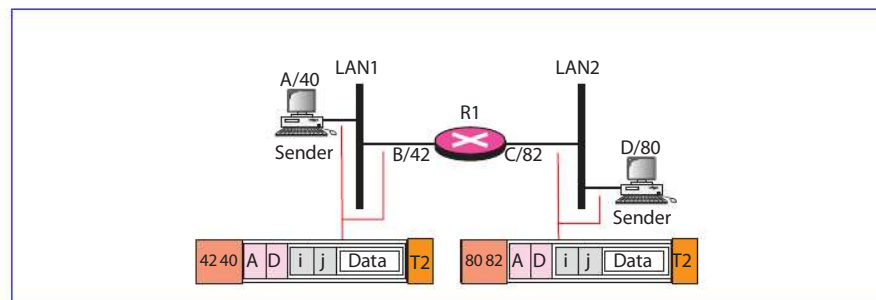 LAN1
LAN2
A/40
R1
Sender
B/42
C/82
D/80
Sender
42 40 A D i j Data T2
80 82 A D i j Data T2